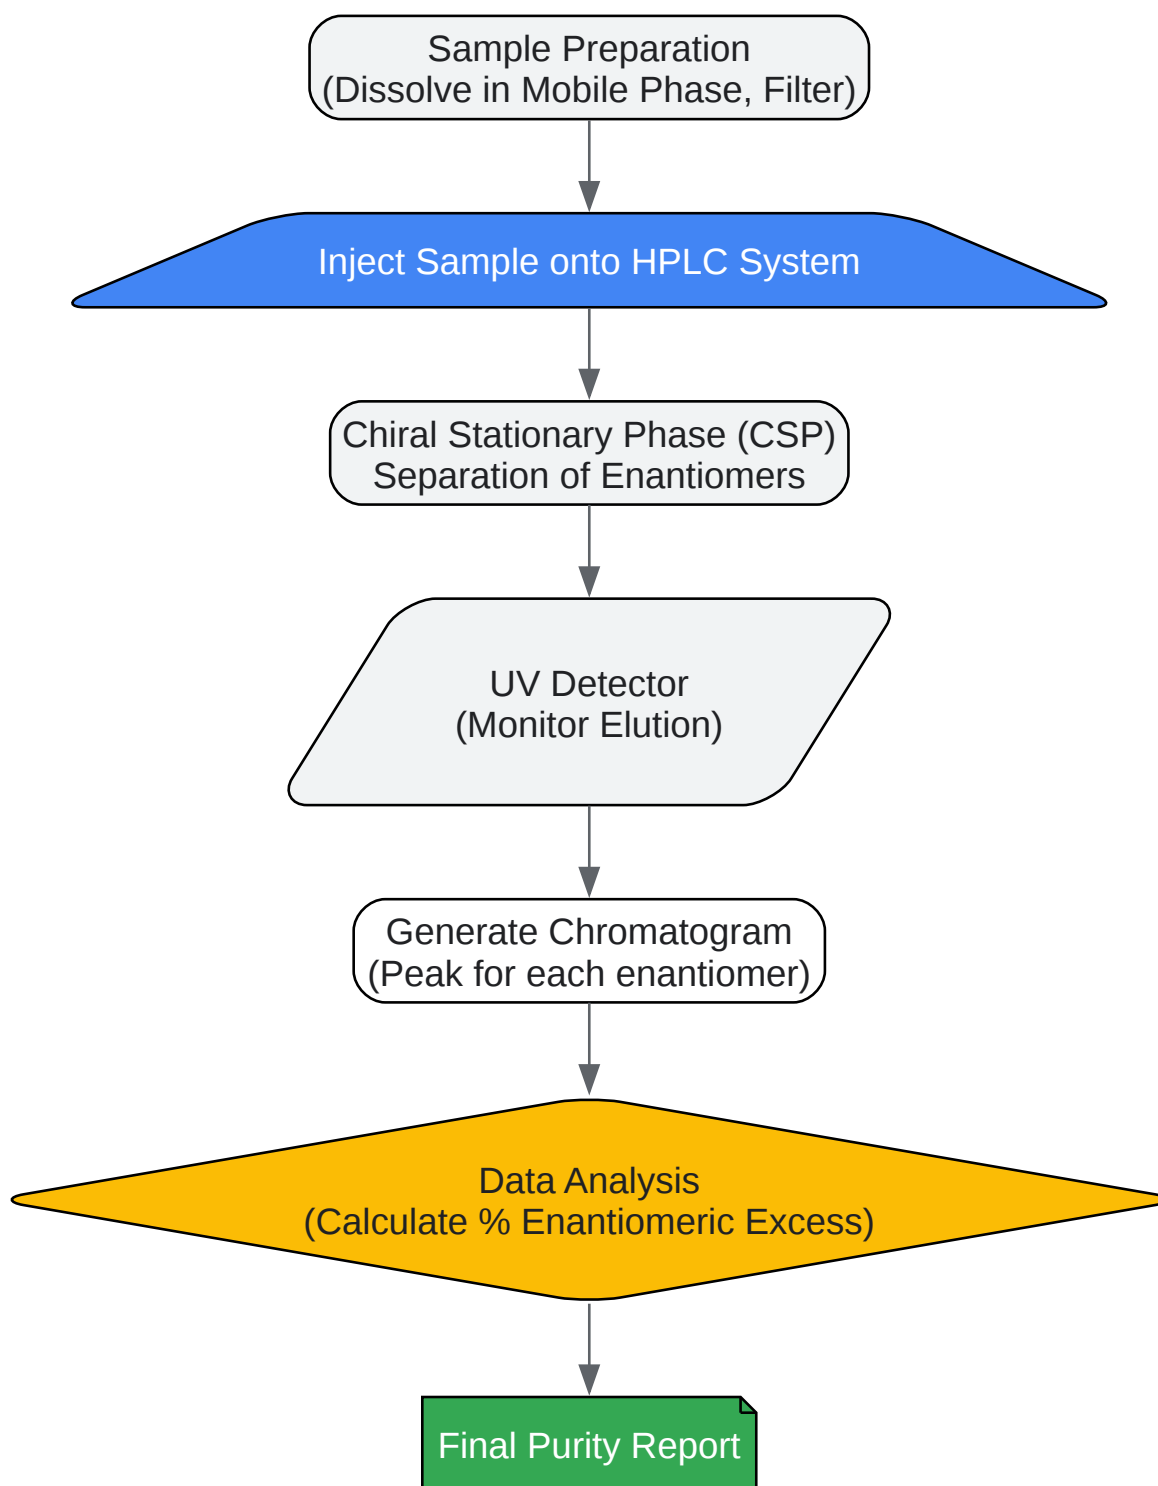 Sample Preparation
(Dissolve in Mobile Phase, Filter)
Inject Sample onto HPLC System
Chiral Stationary Phase (CSP)
Separation of Enantiomers
UV Detector
(Monitor Elution)
Generate Chromatogram
(Peak for each enantiomer)
Data Analysis
(Calculate % Enantiomeric Excess)
Final Purity Report